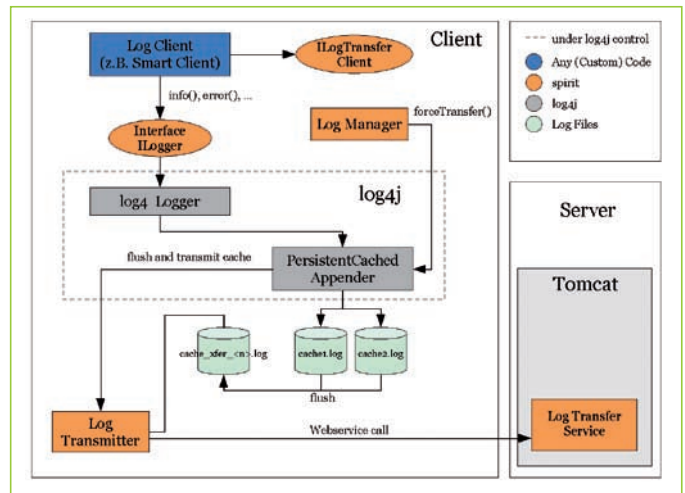 Client
Log Client
(z.B. Smart Client)
ILogTransfer
Client
info(), error(), ...
Interface
ILogger
Log Manager
forceTransfer()
log4j
log4 Logger
flush and transmit cache
PersistentCached
Appender
cache_xfer_<n>.log
cache1.log
cache2.log
flush
Log
Transmitter
Webservice call
under log4j control
Any (Custom) Code
spirit
log4j
Log Files
Server
Tomcat
Log Transfer
Service